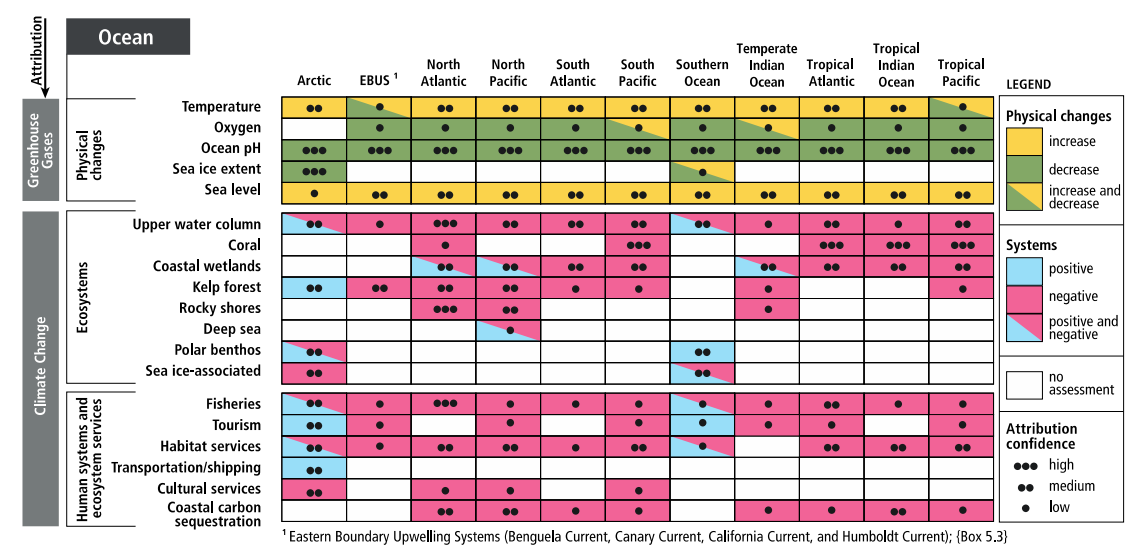 Ocean
Attribution
Arctic
EBUS ¹
North
Atlantic
North
Pacific
South
Atlantic
South
Pacific
Southern
Ocean
Temperate
Indian
Ocean
Tropical
Atlantic
Tropical
Indian
Ocean
Tropical
Pacific
Greenhouse
Gases
Physical
changes
Temperature
Oxygen
Ocean pH
Sea ice extent
Sea level
Climate Change
Ecosystems
Upper water column
Coral
Coastal wetlands
Kelp forest
Rocky shores
Deep sea
Polar benthos
Sea ice-associated
Human systems and
ecosystem services
Fisheries
Tourism
Habitat services
Transportation/shipping
Cultural services
Coastal carbon
sequestration
LEGEND
Physical changes
increase
decrease
increase and
decrease
Systems
positive
negative
positive and
negative
no
assessment
Attribution
confidence
high
medium
low
¹ Eastern Boundary Upwelling Systems (Benguela Current, Canary Current, California Current, and Humboldt Current); {Box 5.3}